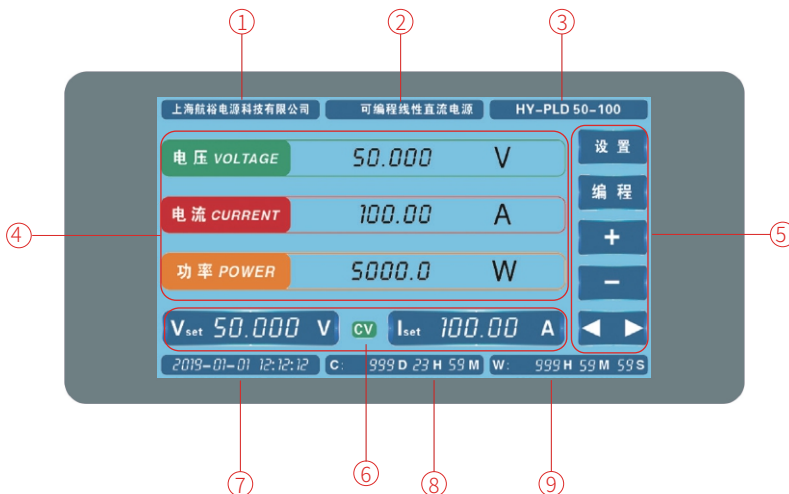 ① ② ③
上海航裕电源科技有限公司 可编程线性直流电源 HY-PLD 50-100
电压 VOLTAGE 50.000 V 设置
编程
电流 CURRENT 100.00 A
④ + ⑤
功率 POWER 5000.0 W −
Vset 50.000 V CV Iset 100.00 A ◀ ▶
2019-01-01 12:12:12 C: 999 D 23 H 59 M W: 999 H 59 M 59 S
⑦ ⑥ ⑧ ⑨